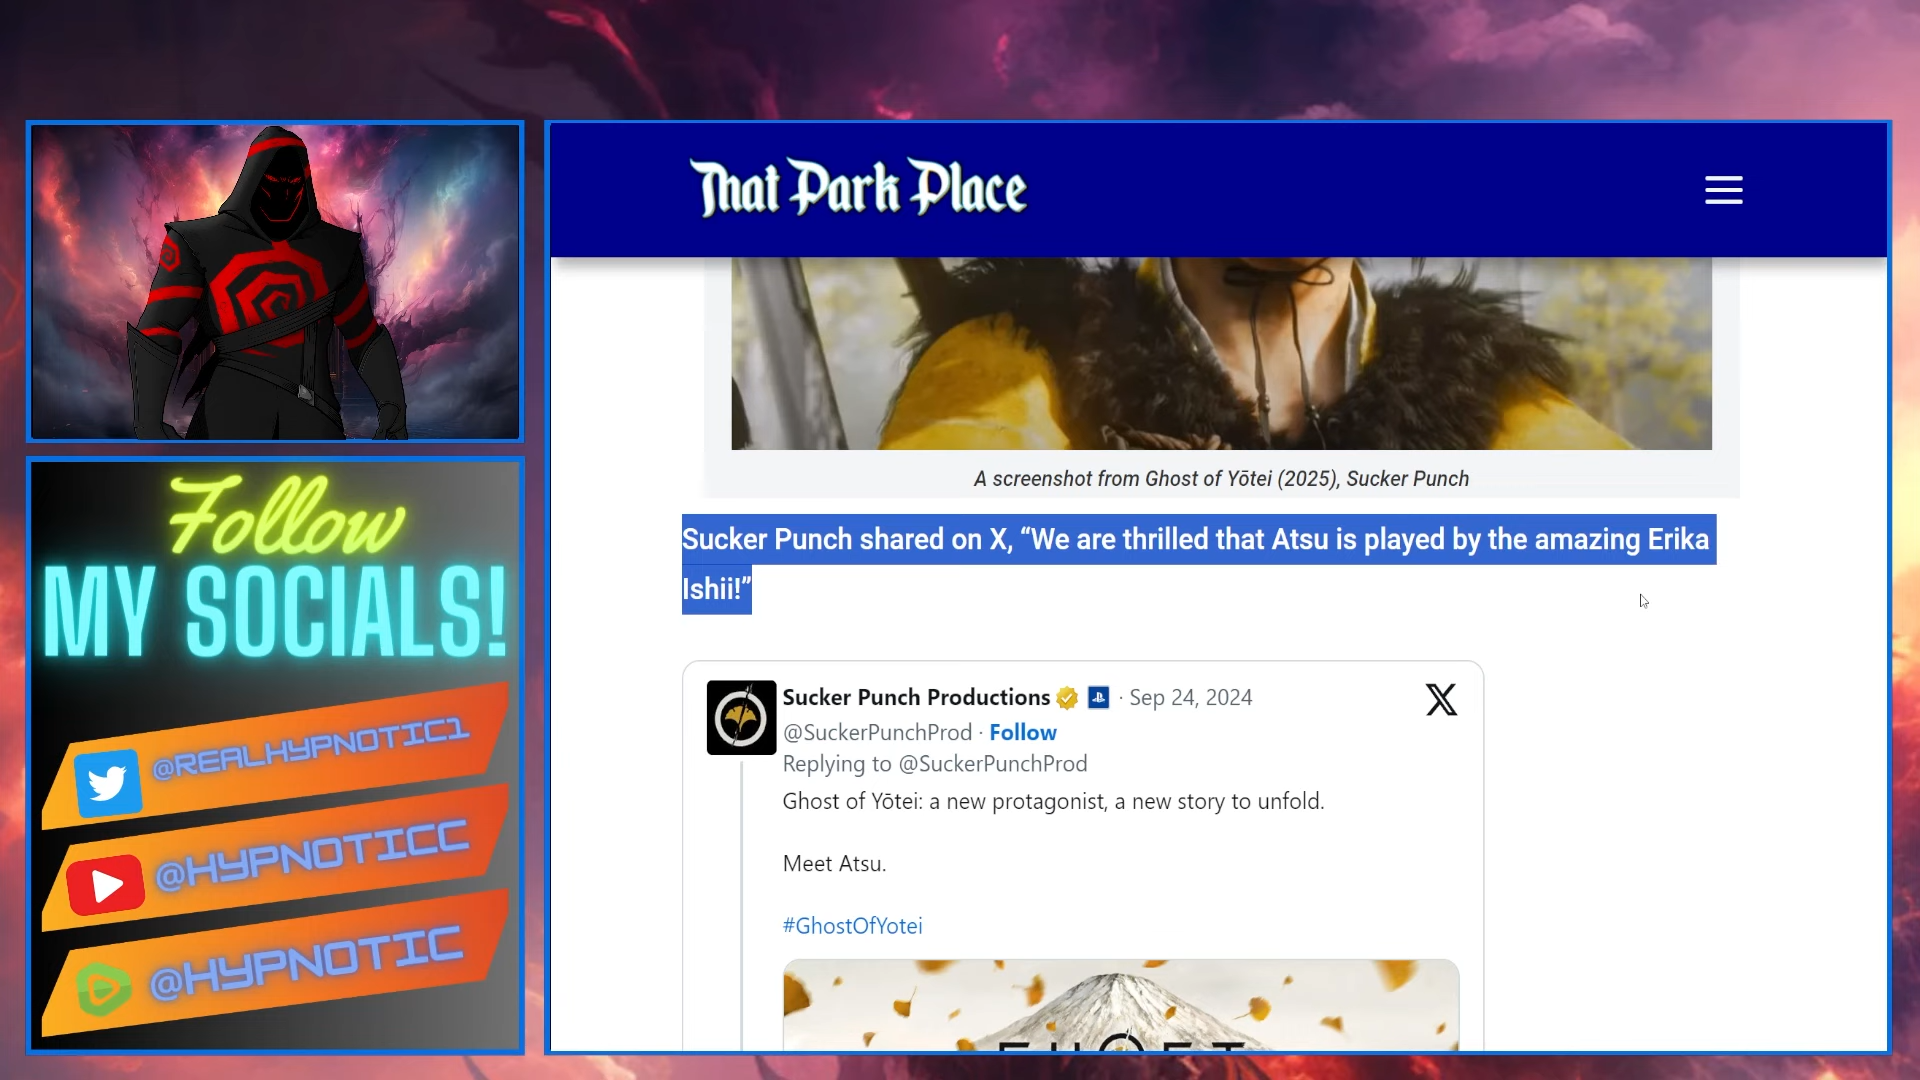 That Park Place
A screenshot from Ghost of Yōtei (2025), Sucker Punch
Sucker Punch shared on X, “We are thrilled that Atsu is played by the amazing Erika
Ishii!”
Sucker Punch Productions · Sep 24, 2024
@SuckerPunchProd · Follow
Replying to @SuckerPunchProd
Ghost of Yōtei: a new protagonist, a new story to unfold.
Meet Atsu.
#GhostOfYotei
GHOST
Follow
MY SOCIALS!
@REALHYPNOTIC1
@HYPNOTICC
@HYPNOTIC